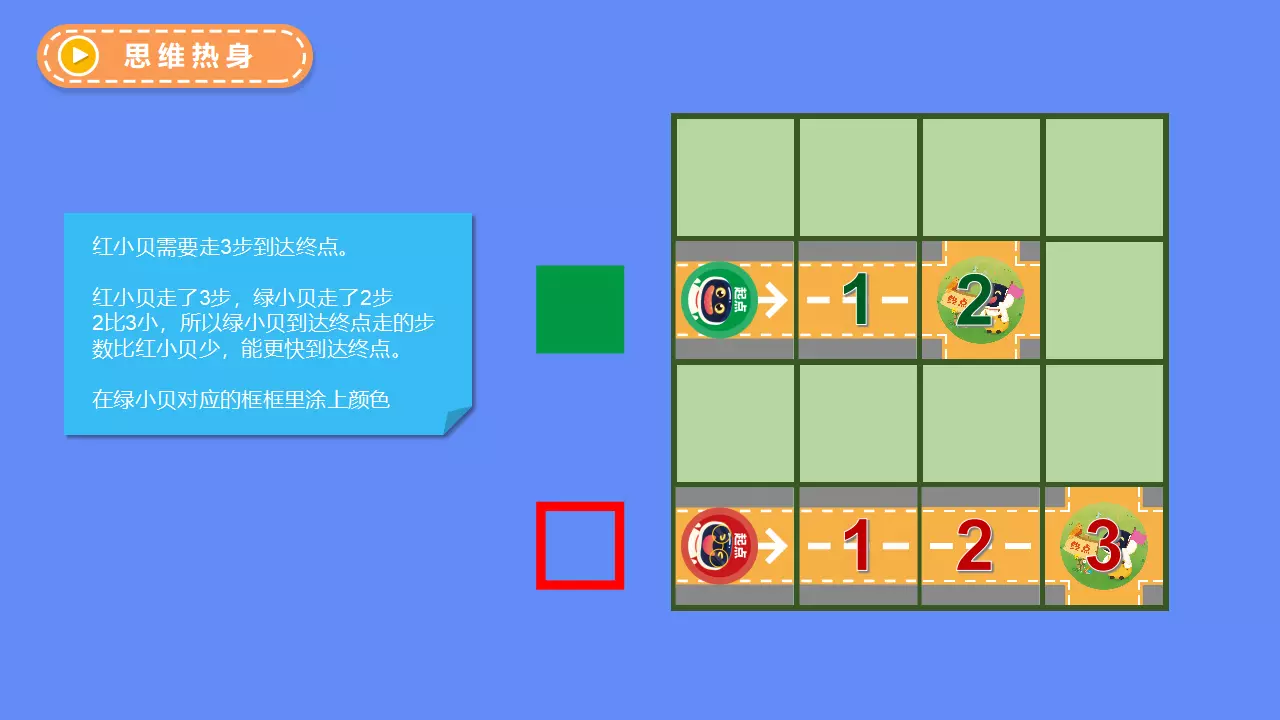 思维热身
红小贝需要走3步到达终点。
红小贝走了3步，绿小贝走了2步
2比3小，所以绿小贝到达终点走的步
数比红小贝少，能更快到达终点。
在绿小贝对应的框框里涂上颜色
起点
1
终点
2
起点
1
2
终点
3